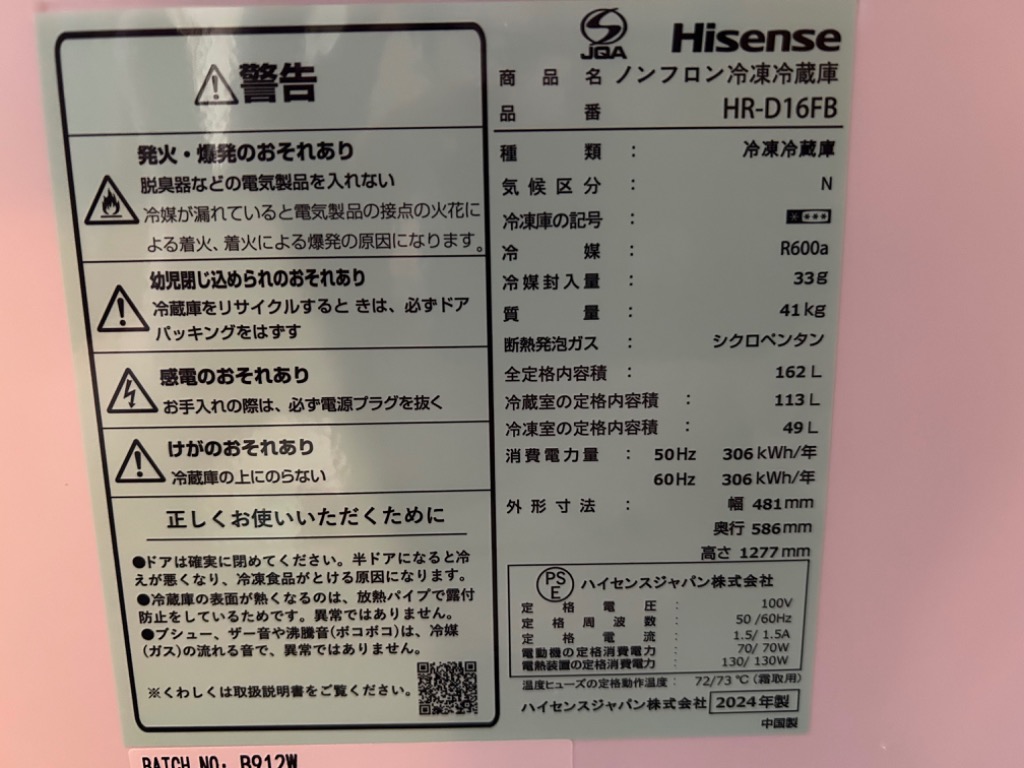 警告
発火・爆発のおそれあり
脱臭器などの電気製品を入れない
冷媒が漏れていると電気製品の接点の火花に
よる着火、着火による爆発の原因になります。
幼児閉じ込められのおそれあり
冷蔵庫をリサイクルすると きは、必ずドア
パッキングをはずす
感電のおそれあり
お手入れの際は、必ず電源プラグを抜く
けがのおそれあり
冷蔵庫の上にのらない
正しくお使いいただくために
●ドアは確実に閉めてください。半ドアになると冷
えが悪くなり、冷凍食品がとける原因になります。
●冷蔵庫の表面が熱くなるのは、放熱パイプで露付
防止をしているためです。異常ではありません。
●ブシュー、ザー音や沸騰音(ポコポコ)は、冷媒
(ガス)の流れる音で、異常ではありません。
※くわしくは取扱説明書をご覧ください。
JQA Hisense
商品名 ノンフロン冷凍冷蔵庫
品番 HR-D16FB
種類 : 冷凍冷蔵庫
気候区分 : N
冷凍庫の記号 :
冷媒 : R600a
冷媒封入量 : 33g
質量 : 41kg
断熱発泡ガス : シクロペンタン
全定格内容積 : 162L
冷蔵室の定格内容積 : 113L
冷凍室の定格内容積 : 49L
消費電力量 : 50Hz 306kWh/年
60Hz 306kWh/年
外形寸法 : 幅 481mm
奥行 586mm
高さ 1277mm
PSE ハイセンスジャパン株式会社
定格電圧 : 100V
定格周波数 : 50/60Hz
定格電流 : 1.5/1.5A
電動機の定格消費電力 : 70/70W
電熱装置の定格消費電力 : 130/130W
温度ヒューズの定格動作温度 : 72/73℃(霜取用)
ハイセンスジャパン株式会社 2024年製
中国製
BATCH NO: B912W